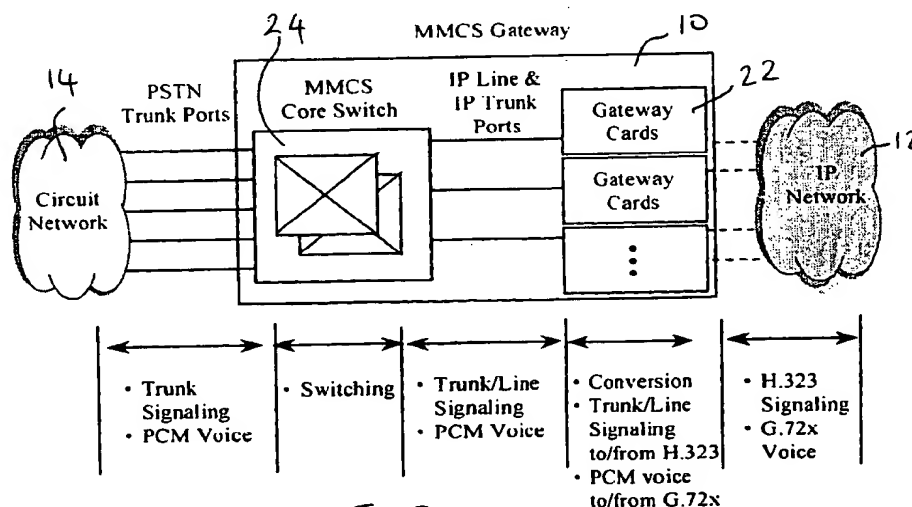 MMCS Gateway
24
10
14
PSTN
Trunk Ports
MMCS
Core Switch
IP Line &
IP Trunk
Ports
22
Gateway
Cards
12
Circuit
Network
Gateway
Cards
IP
Network
• Trunk
Signaling
• PCM Voice
• Switching
• Trunk/Line
Signaling
• PCM Voice
• Conversion
• Trunk/Line
Signaling
to/from H.323
• PCM voice
to/from G.72x
• H.323
Signaling
• G.72x
Voice